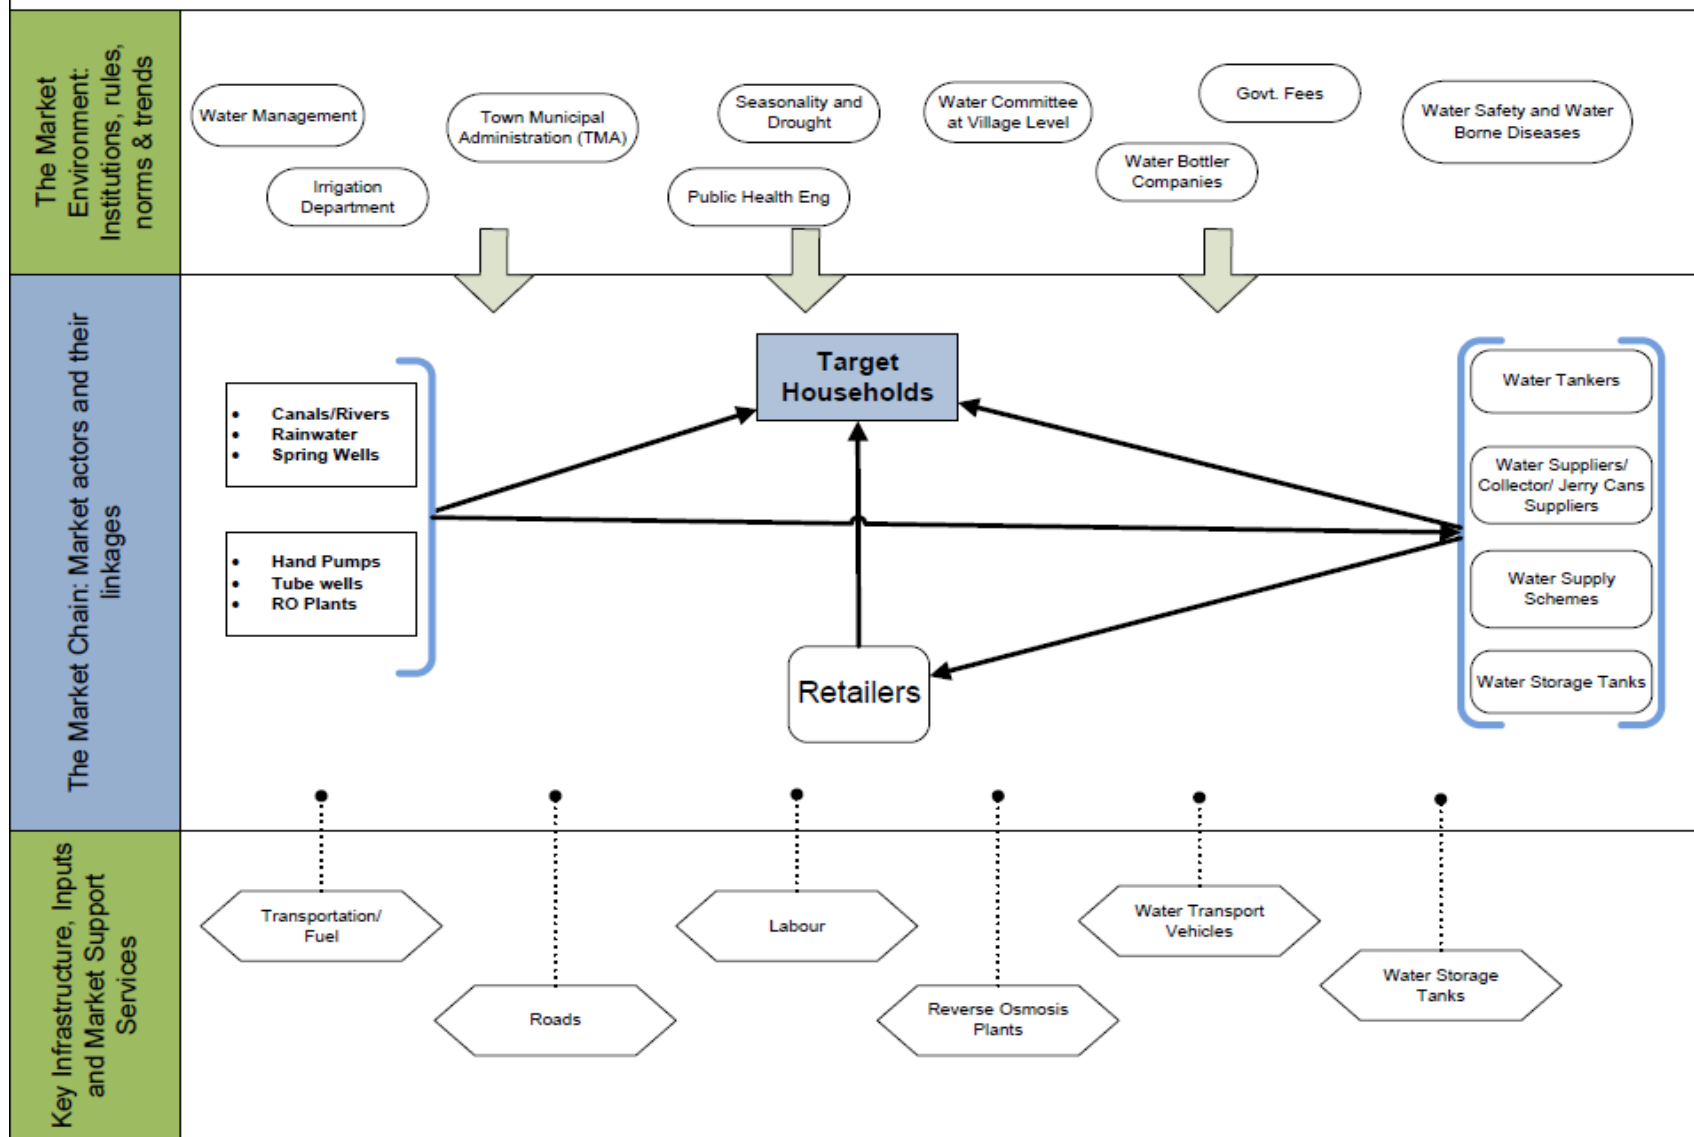 The Market
Environment:
Institutions, rules,
norms & trends
Water Management
Irrigation
Department
Town Municipal
Administration (TMA)
Seasonality and
Drought
Public Health Eng
Water Committee
at Village Level
Water Bottler
Companies
Govt. Fees
Water Safety and Water
Borne Diseases
The Market Chain: Market actors and their
linkages
• Canals/Rivers
• Rainwater
• Spring Wells
• Hand Pumps
• Tube wells
• RO Plants
Target
Households
Retailers
Water Tankers
Water Suppliers/
Collector/ Jerry Cans
Suppliers
Water Supply
Schemes
Water Storage Tanks
Key Infrastructure, Inputs
and Market Support
Services
Transportation/
Fuel
Roads
Labour
Reverse Osmosis
Plants
Water Transport
Vehicles
Water Storage
Tanks